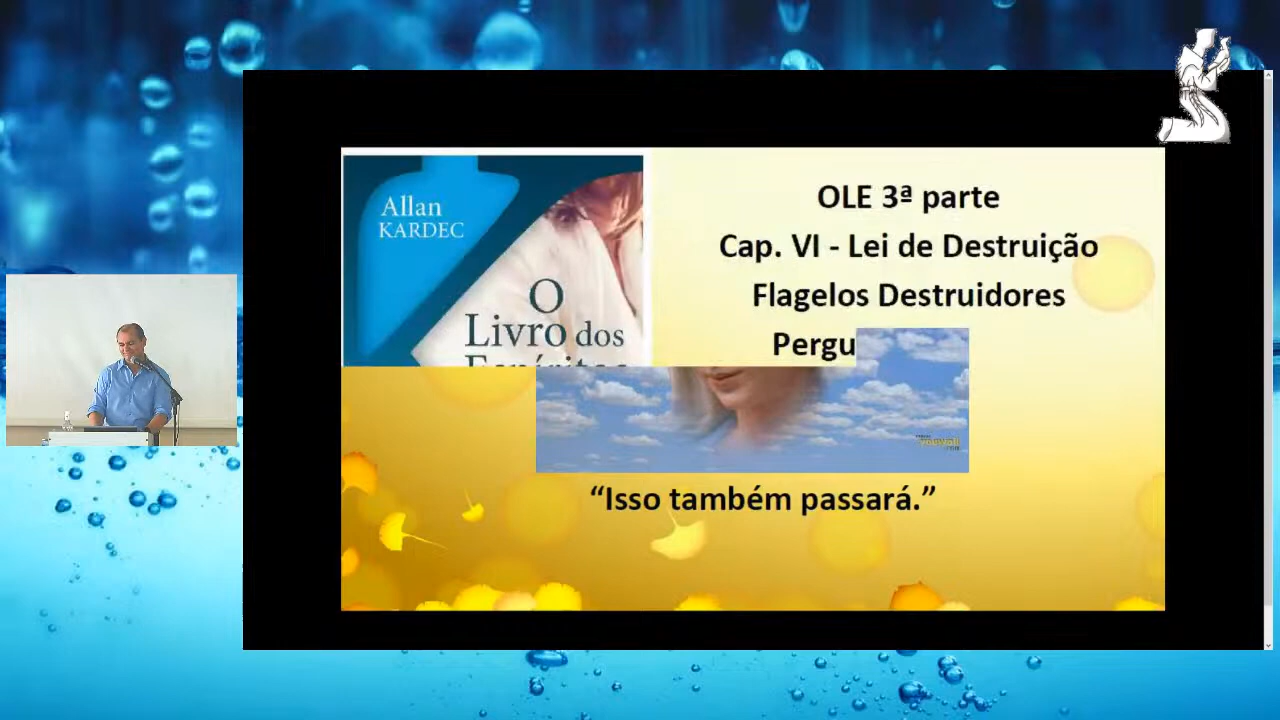 Allan
KARDEC
O
Livro dos
OLE 3ª parte
Cap. VI - Lei de Destruição
Flagelos Destruidores
Pergu
“Isso também passará.”